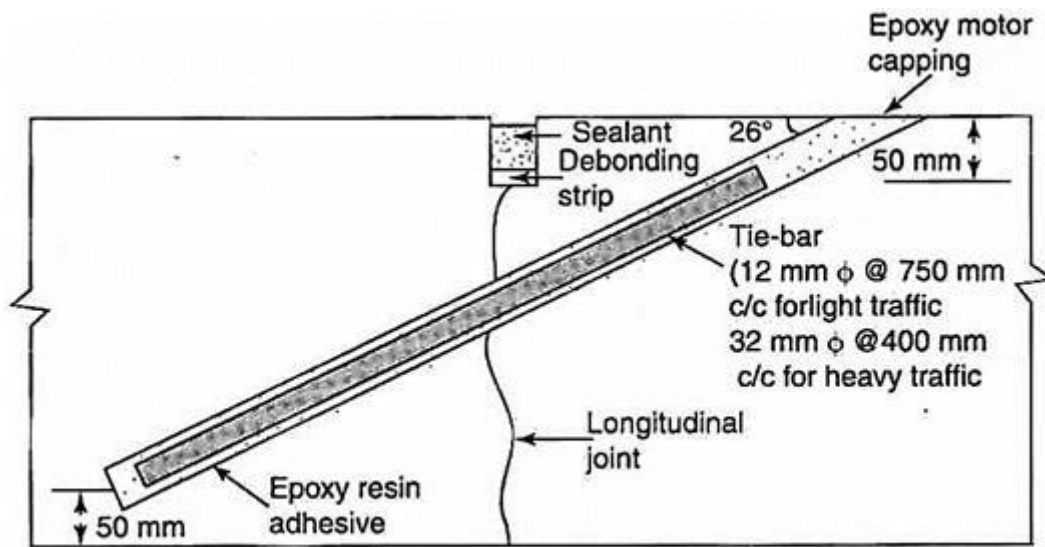 Epoxy motor
capping
Sealant
Debonding
strip
26°
50 mm
Tie-bar
(12 mm ϕ @ 750 mm
c/c forlight traffic
32 mm ϕ @400 mm
c/c for heavy traffic
Longitudinal
joint
Epoxy resin
adhesive
50 mm